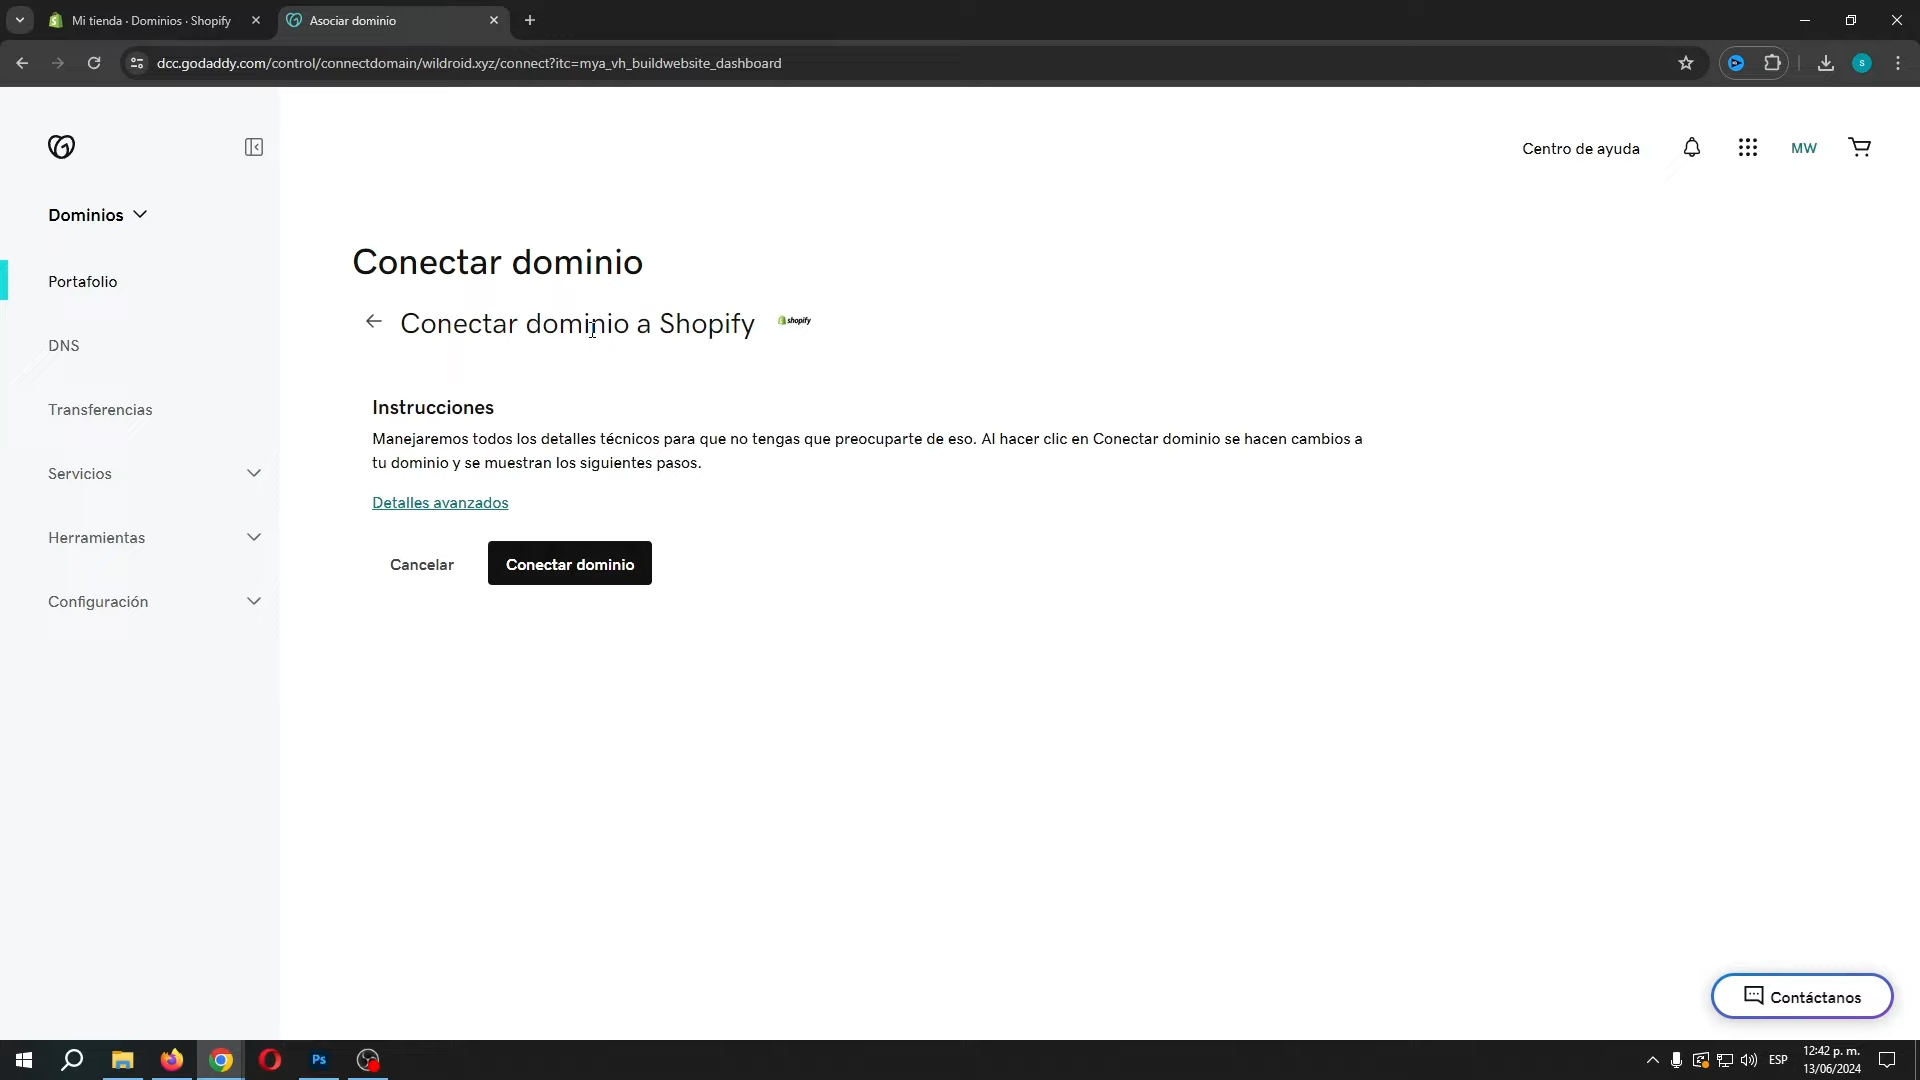 Mi tienda · Dominios · Shopify
Asociar dominio
dcc.godaddy.com/control/connectdomain/wildroid.xyz/connect?itc=mya_vh_buildwebsite_dashboard
S
Centro de ayuda
MW
Dominios
Portafolio
DNS
Transferencias
Servicios
Herramientas
Configuración
Conectar dominio
Conectar dominio a Shopify
shopify
Instrucciones
Manejaremos todos los detalles técnicos para que no tengas que preocuparte de eso. Al hacer clic en Conectar dominio se hacen cambios a
tu dominio y se muestran los siguientes pasos.
Detalles avanzados
Cancelar
Conectar dominio
Contáctanos
Ps
ESP
12:42 p. m.
13/06/2024